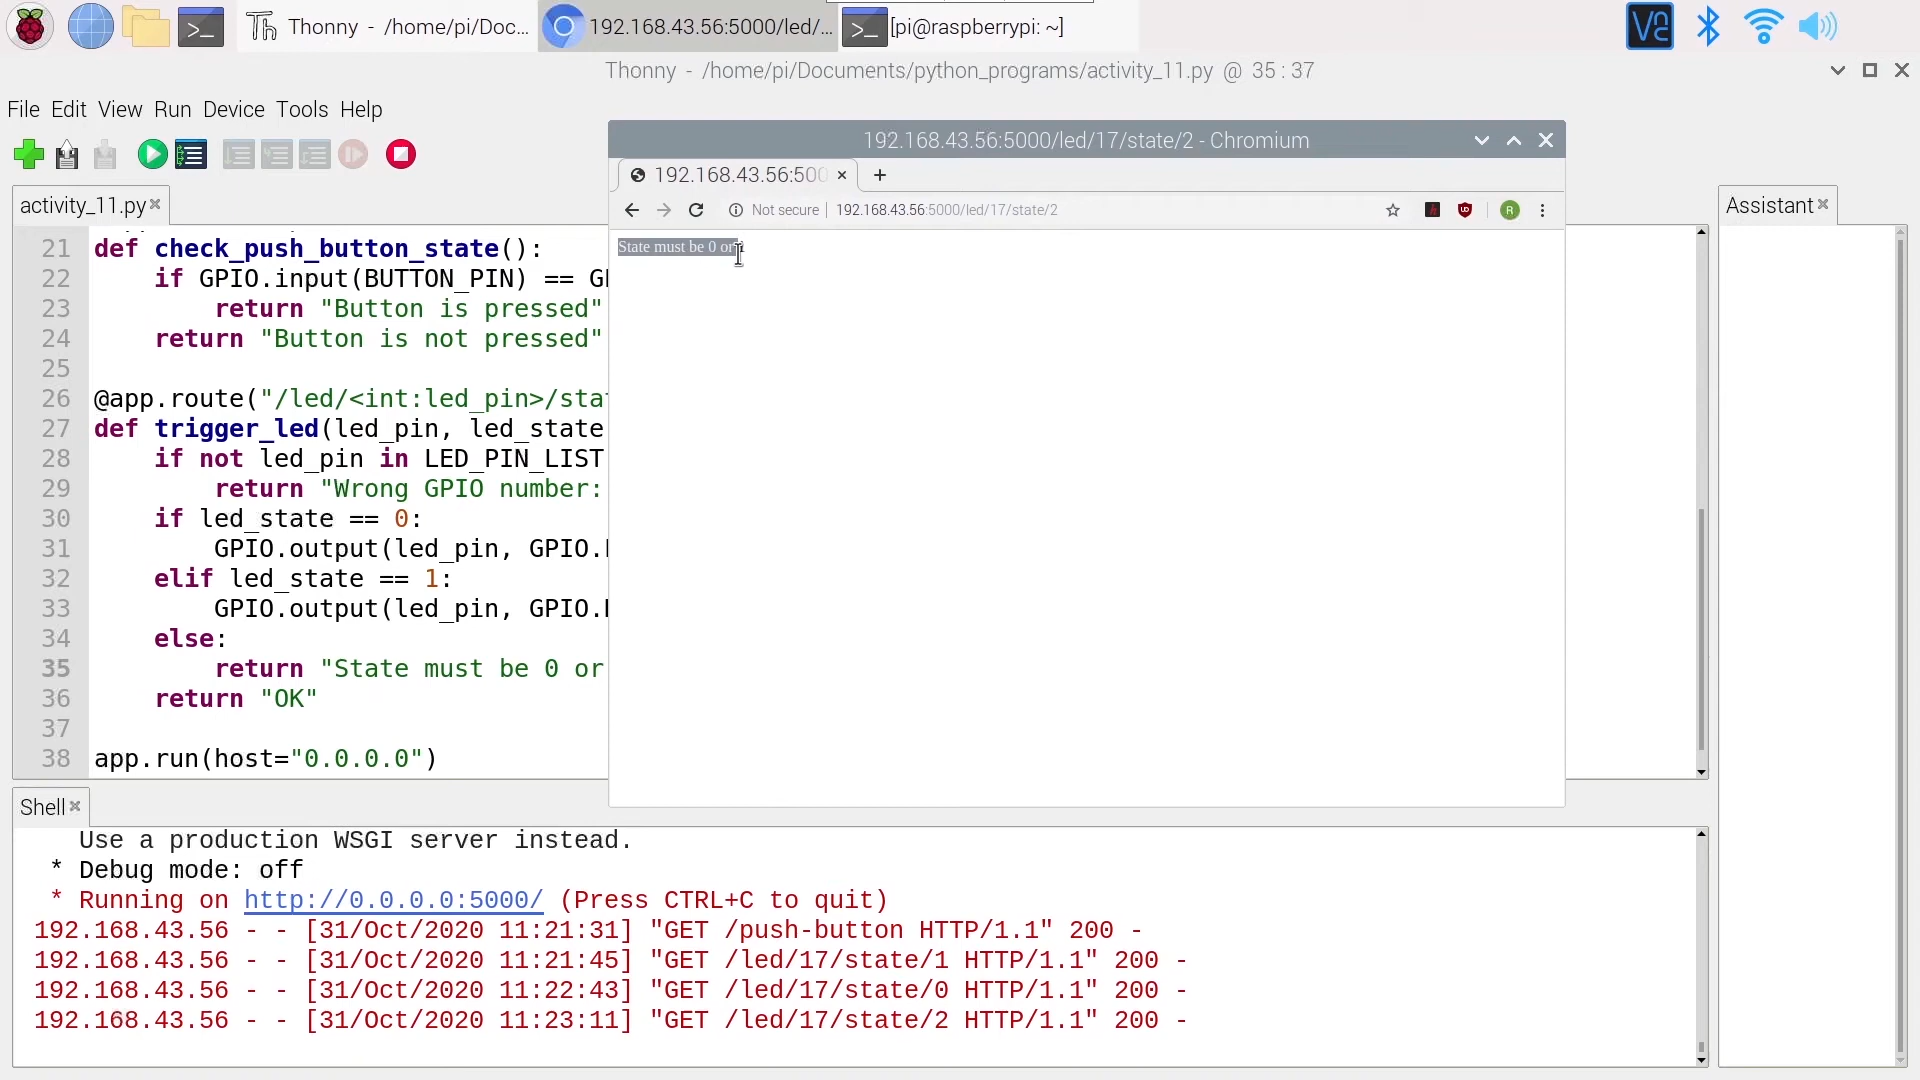 Thonny - /home/pi/Doc...
192.168.43.56:5000/led/...
[pi@raspberrypi: ~]
Thonny - /home/pi/Documents/python_programs/activity_11.py @ 35 : 37
File Edit View Run Device Tools Help
192.168.43.56:5000/led/17/state/2 - Chromium
192.168.43.56:500
Not secure | 192.168.43.56:5000/led/17/state/2
activity_11.py
Assistant
State must be 0 or
21 def check_push_button_state():
22 if GPIO.input(BUTTON_PIN) ==
23 return "Button is pressed"
24 return "Button is not pressed"
25
26 @app.route("/led/<int:led_pin>/sta
27 def trigger_led(led_pin, led_state
28 if not led_pin in LED_PIN_LIST
29 return "Wrong GPIO number:
30 if led_state == 0:
31 GPIO.output(led_pin, GPIO.
32 elif led_state == 1:
33 GPIO.output(led_pin, GPIO.
34 else:
35 return "State must be 0 or
36 return "OK"
37
38 app.run(host="0.0.0.0")
Shell
Use a production WSGI server instead.
* Debug mode: off
* Running on http://0.0.0.0:5000/ (Press CTRL+C to quit)
192.168.43.56 - - [31/Oct/2020 11:21:31] "GET /push-button HTTP/1.1" 200 -
192.168.43.56 - - [31/Oct/2020 11:21:45] "GET /led/17/state/1 HTTP/1.1" 200 -
192.168.43.56 - - [31/Oct/2020 11:22:43] "GET /led/17/state/0 HTTP/1.1" 200 -
192.168.43.56 - - [31/Oct/2020 11:23:11] "GET /led/17/state/2 HTTP/1.1" 200 -